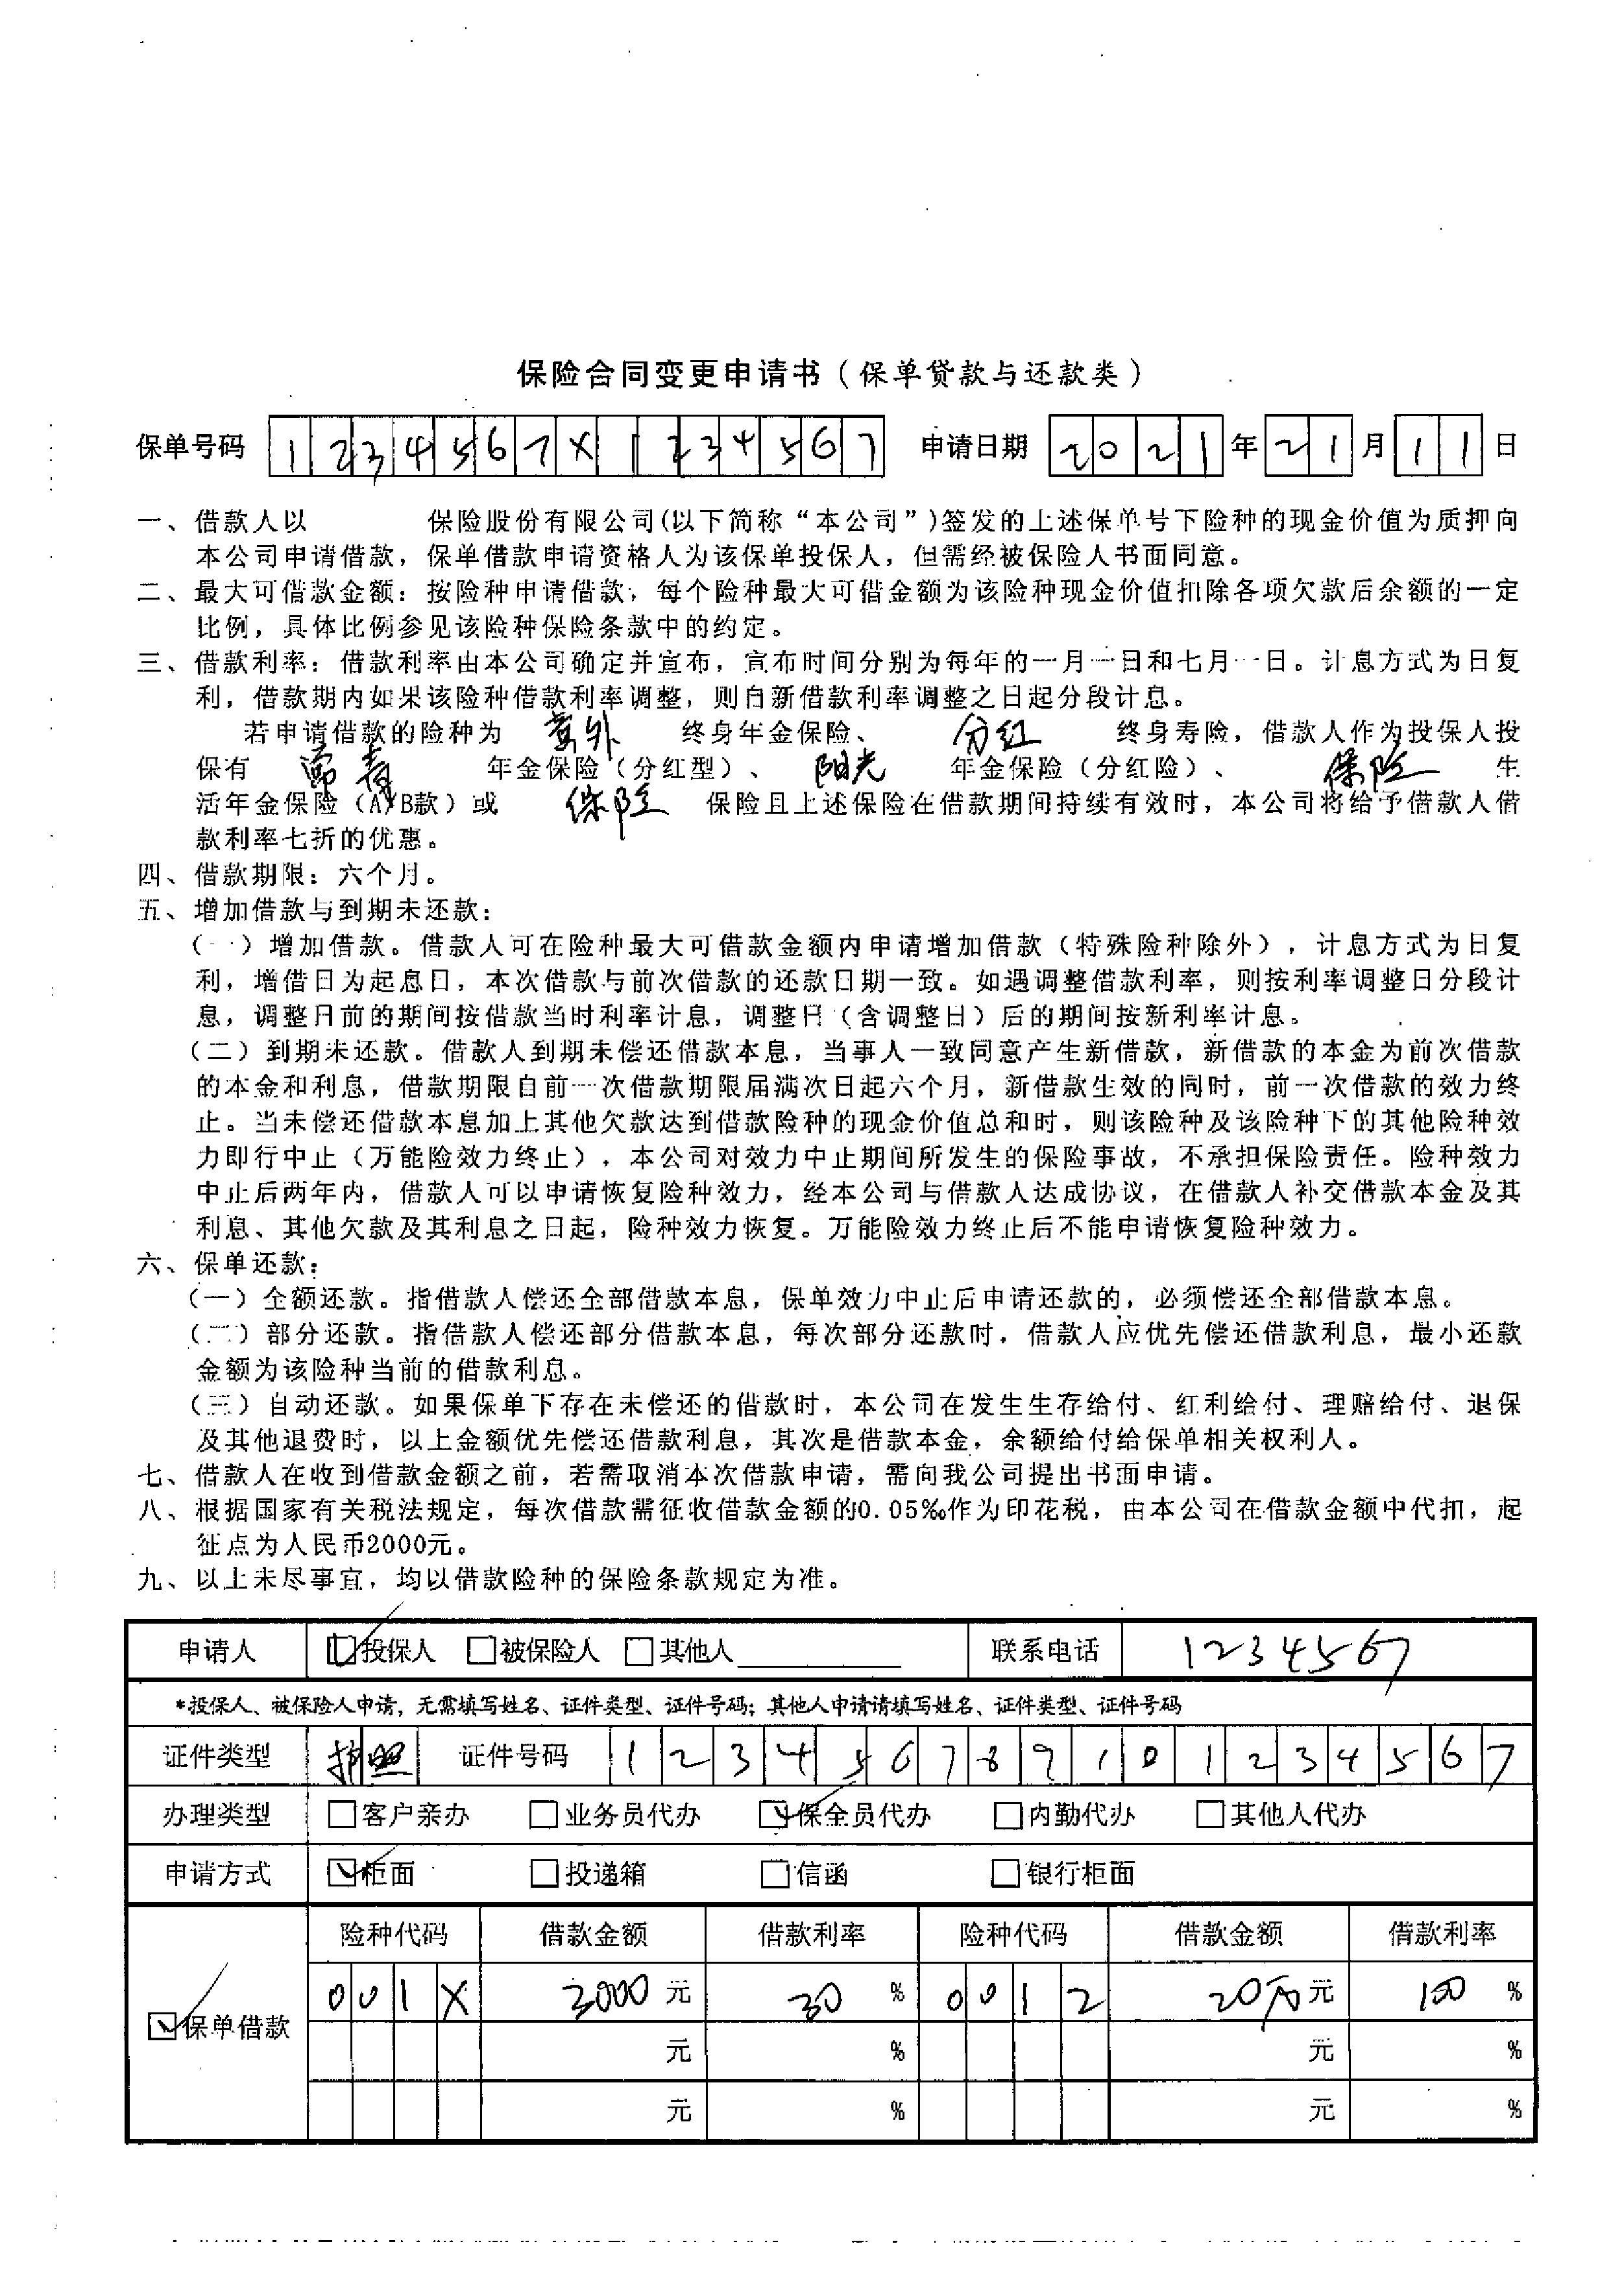 保险合同变更申请书（保单贷款与还款类）
保单号码 1234567X1234567 申请日期 2021年21月11日
一、借款人以 保险股份有限公司(以下简称“本公司”)签发的上述保单号下险种的现金价值为质押向
本公司申请借款，保单借款申请资格人为该保单投保人，但需经被保险人书面同意。
二、最大可借款金额：按险种申请借款，每个险种最大可借金额为该险种现金价值扣除各项欠款后余额的一定
比例，具体比例参见该险种保险条款中的约定。
三、借款利率：借款利率由本公司确定并宣布，宣布时间分别为每年的一月一日和七月一日。计息方式为日复
利，借款期内如果该险种借款利率调整，则自新借款利率调整之日起分段计息。
若申请借款的险种为 意外 终身年金保险、 分红 终身寿险，借款人作为投保人投
保有 常青 年金保险（分红型）、 阳光 年金保险（分红险）、 保险 生
活年金保险（A/B款）或 保险 保险且上述保险在借款期间持续有效时，本公司将给予借款人借
款利率七折的优惠。
四、借款期限：六个月。
五、增加借款与到期未还款：
（一）增加借款。借款人可在险种最大可借款金额内申请增加借款（特殊险种除外），计息方式为日复
利，增借日为起息日，本次借款与前次借款的还款日期一致。如遇调整借款利率，则按利率调整日分段计
息，调整日前的期间按借款当时利率计息，调整日（含调整日）后的期间按新利率计息。
（二）到期未还款。借款人到期未偿还借款本息，当事人一致同意产生新借款，新借款的本金为前次借款
的本金和利息，借款期限自前一次借款期限届满次日起六个月，新借款生效的同时，前一次借款的效力终
止。当未偿还借款本息加上其他欠款达到借款险种的现金价值总和时，则该险种及该险种下的其他险种效
力即行中止（万能险效力终止），本公司对效力中止期间所发生的保险事故，不承担保险责任。险种效力
中止后两年内，借款人可以申请恢复险种效力，经本公司与借款人达成协议，在借款人补交借款本金及其
利息、其他欠款及其利息之日起，险种效力恢复。万能险效力终止后不能申请恢复险种效力。
六、保单还款：
（一）全额还款。指借款人偿还全部借款本息，保单效力中止后申请还款的，必须偿还全部借款本息。
（二）部分还款。指借款人偿还部分借款本息，每次部分还款时，借款人应优先偿还借款利息，最小还款
金额为该险种当前的借款利息。
（三）自动还款。如果保单下存在未偿还的借款时，本公司在发生生存给付、红利给付、理赔给付、退保
及其他退费时，以上金额优先偿还借款利息，其次是借款本金，余额给付给保单相关权利人。
七、借款人在收到借款金额之前，若需取消本次借款申请，需向我公司提出书面申请。
八、根据国家有关税法规定，每次借款需征收借款金额的0.05‰作为印花税，由本公司在借款金额中代扣，起
征点为人民币2000元。
九、以上未尽事宜，均以借款险种的保险条款规定为准。
申请人 投保人 被保险人 其他人 联系电话 1234567
*投保人、被保险人申请，无需填写姓名、证件类型、证件号码；其他人申请请填写姓名、证件类型、证件号码
证件类型 护照 证件号码 123456789101234567
办理类型 客户亲办 业务员代办 保全员代办 内勤代办 其他人代办
申请方式 柜面 投递箱 信函 银行柜面
险种代码 借款金额 借款利率 险种代码 借款金额 借款利率
001X 3000元 30% 0012 20万元 100%
保单借款
元 % 元 %
元 % 元 %